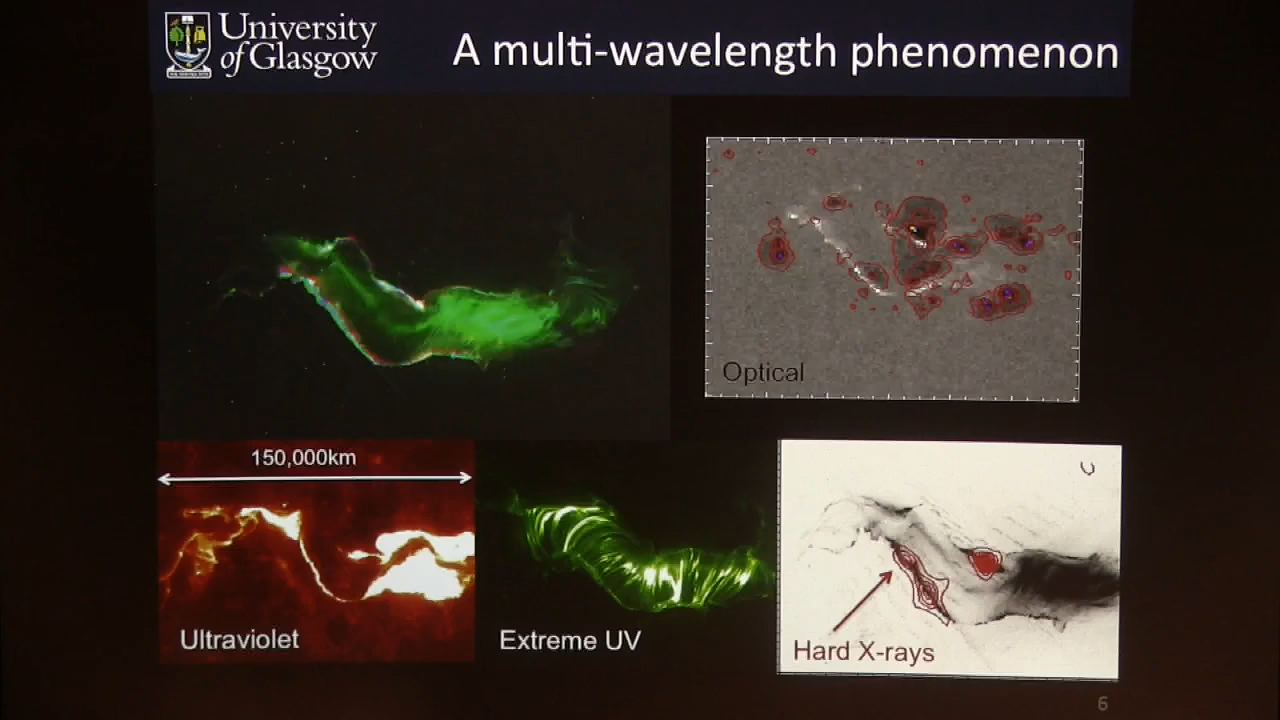 University
of Glasgow
A multi-wavelength phenomenon
Optical
150,000km
Ultraviolet
Extreme UV
Hard X-rays
6